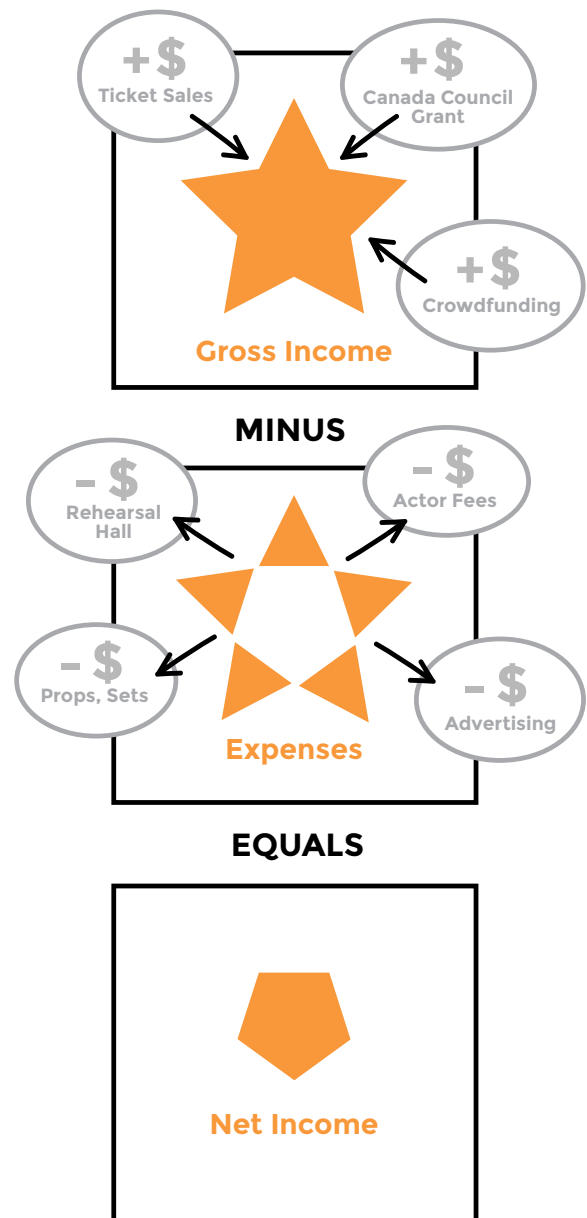 + $
Ticket Sales
+ $
Canada Council
Grant
+ $
Crowdfunding
Gross Income
MINUS
- $
Rehearsal
Hall
- $
Actor Fees
- $
Props, Sets
- $
Advertising
Expenses
EQUALS
Net Income